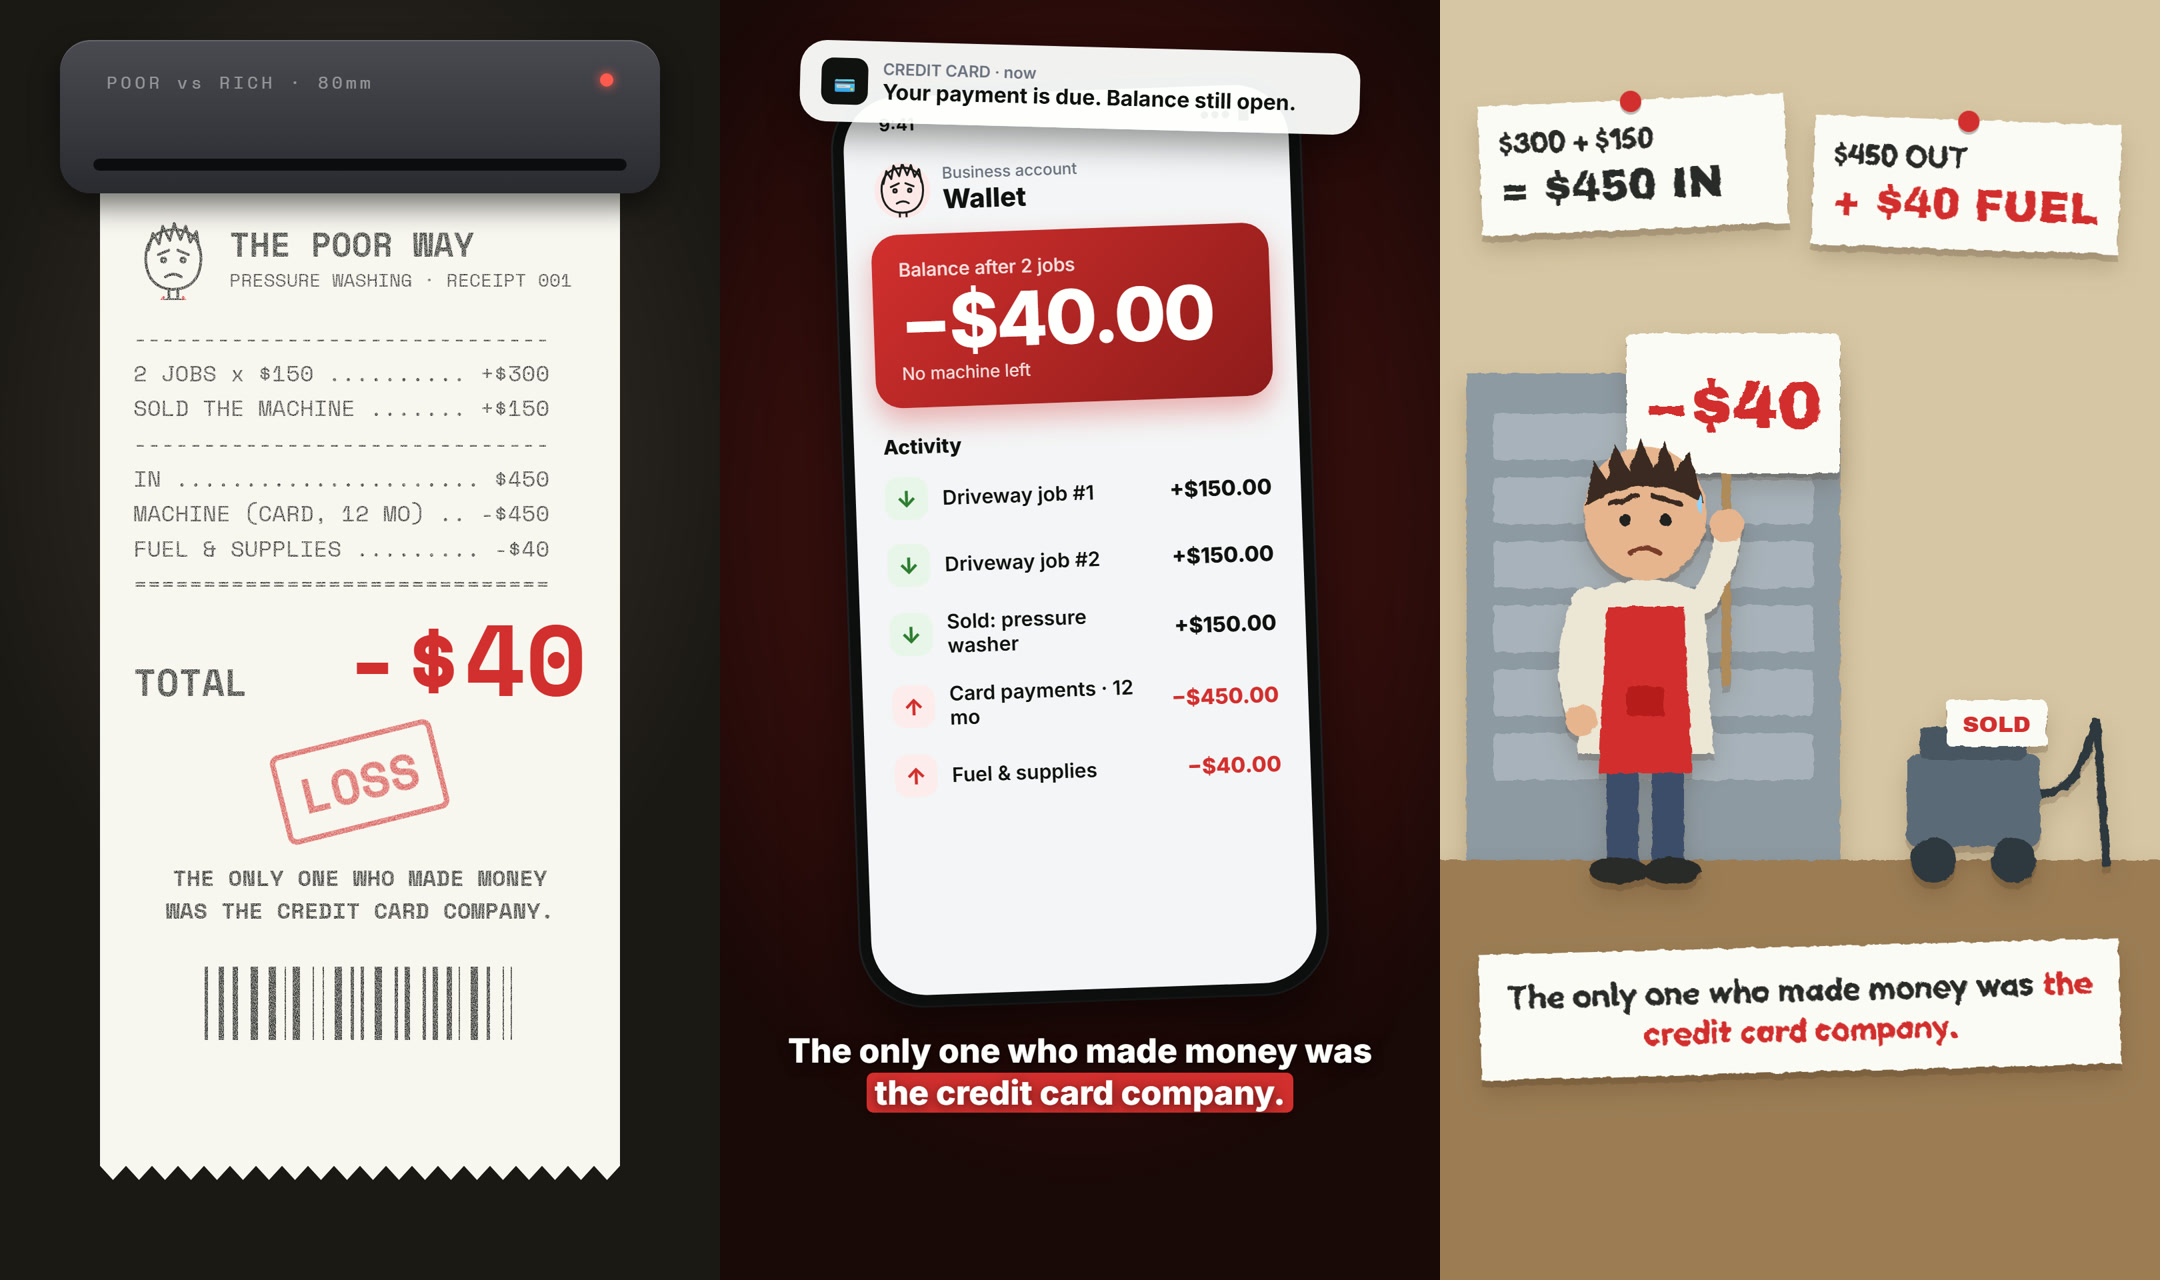 POOR vs RICH · 80mm
THE POOR WAY
PRESSURE WASHING · RECEIPT 001
2 JOBS x $150 .......... +$300
SOLD THE MACHINE ....... +$150
IN ...................... $450
MACHINE (CARD, 12 MO) .. -$450
FUEL & SUPPLIES ......... -$40
TOTAL -$40
LOSS
THE ONLY ONE WHO MADE MONEY
WAS THE CREDIT CARD COMPANY.
CREDIT CARD · now
Your payment is due. Balance still open.
9:41
Business account
Wallet
Balance after 2 jobs
−$40.00
No machine left
Activity
Driveway job #1 +$150.00
Driveway job #2 +$150.00
Sold: pressure
washer +$150.00
Card payments · 12
mo −$450.00
Fuel & supplies −$40.00
The only one who made money was
the credit card company.
$300 + $150
= $450 IN
$450 OUT
+ $40 FUEL
−$40
SOLD
The only one who made money was the
credit card company.